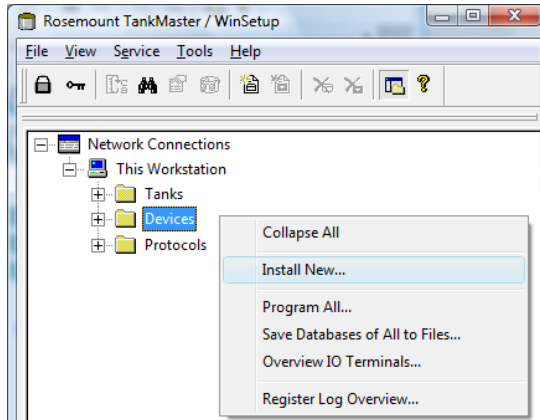 Rosemount TankMaster / WinSetup
File View Service Tools Help
Network Connections
This Workstation
Tanks
Devices
Protocols
Collapse All
Install New...
Program All...
Save Databases of All to Files...
Overview IO Terminals...
Register Log Overview...